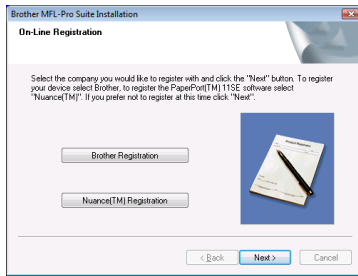 Brother MFL-Pro Suite Installation
On-Line Registration
Select the company you would like to register with and click the "Next" button. To register
your device select Brother, to register the PaperPort(TM) 11SE software select
"Nuance(TM)". If you prefer not to register at this time click "Next".
Brother Registration
Nuance(TM) Registration
< Back
Next >
Cancel